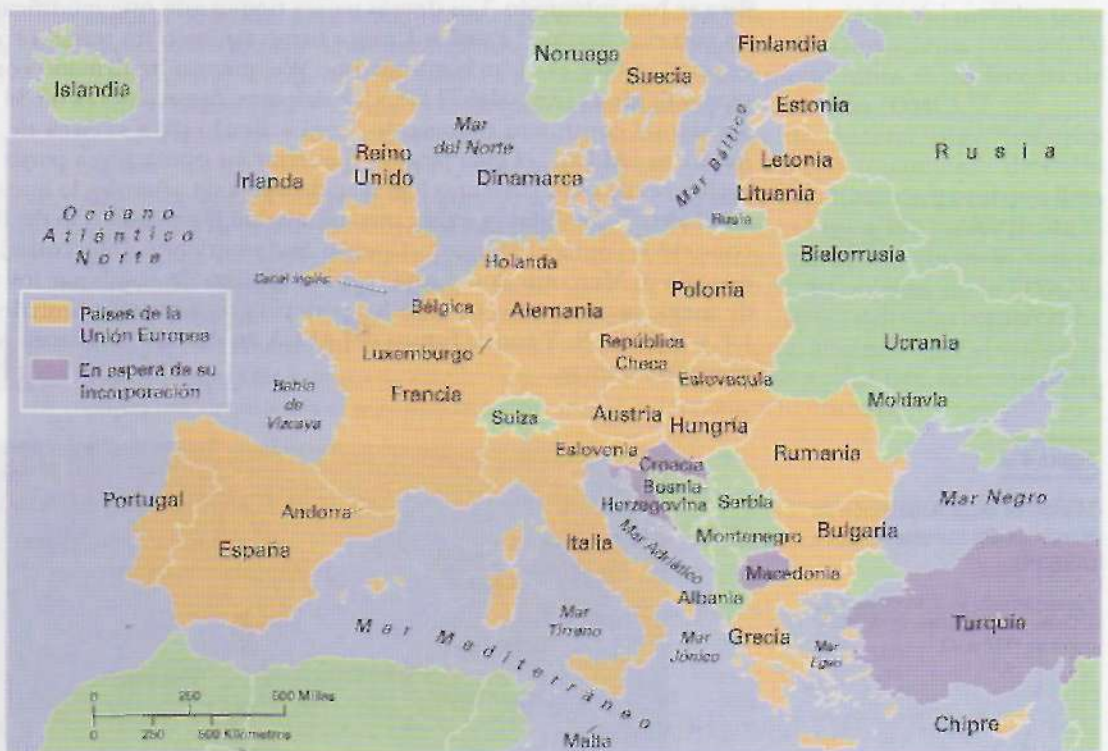 Islandia
Noruega
Finlandia
Suecia
Estonia
Mar
del Norte
Mar Báltico
Rusia
Reino
Unido
Irlanda
Dinamarca
Letonia
Lituania
Rusia
Océano
Atlántico
Norte
Bielorrusia
Holanda
Canal inglés
Polonia
Bélgica
Alemania
Países de la
Unión Europea
En espera de su
incorporación
Luxemburgo
República
Checa
Ucrania
Eslovaquia
Bahía
de
Vizcaya
Francia
Suiza
Austria
Hungría
Moldavia
Eslovenia
Rumania
Croacia
Bosnia-
Herzegovina
Serbia
Portugal
Andorra
Mar Negro
España
Italia
Mar Adriático
Montenegro
Bulgaria
Macedonia
Albania
Turquía
Mar
Tirreno
Mar
Jónico
Grecia
Mar
Egeo
Mar Mediterráneo
0 250 500 Millas
0 250 500 Kilómetros
Malta
Chipre